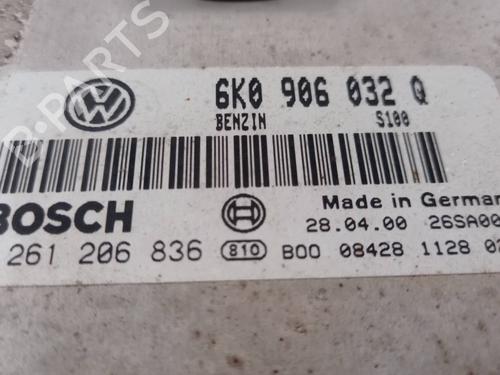 6K0 906 032 Q
BENZIN S100
BOSCH
Made in German
28.04.00 26SA00
261 206 836 810 B00 08428 1128 02
B-PARTS